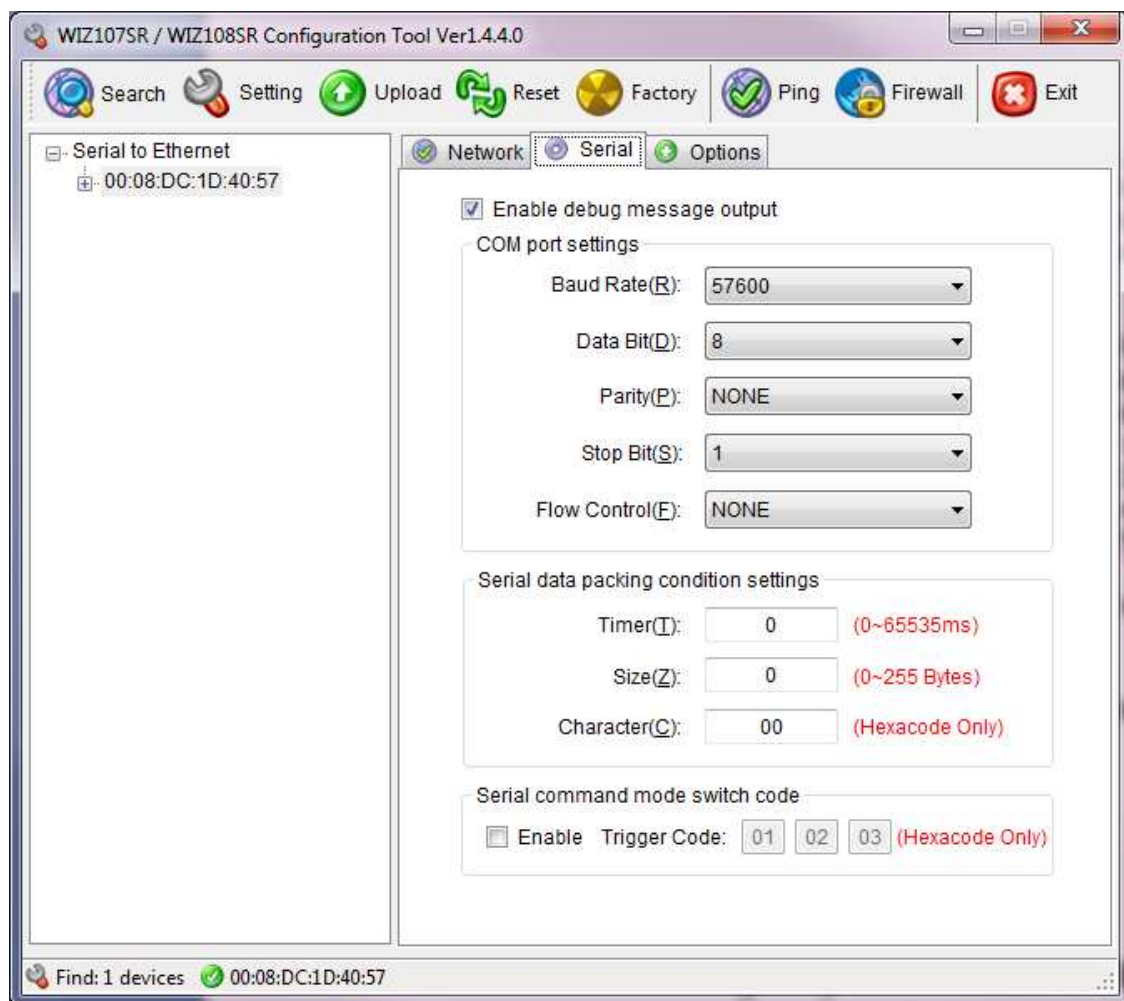 WIZ107SR / WIZ108SR Configuration Tool Ver1.4.4.0
Search Setting Upload Reset Factory Ping Firewall Exit
Serial to Ethernet
00:08:DC:1D:40:57
Network Serial Options
Enable debug message output
COM port settings
Baud Rate(R): 57600
Data Bit(D): 8
Parity(P): NONE
Stop Bit(S): 1
Flow Control(F): NONE
Serial data packing condition settings
Timer(T): 0 (0~65535ms)
Size(Z): 0 (0~255 Bytes)
Character(C): 00 (Hexacode Only)
Serial command mode switch code
Enable Trigger Code: 01 02 03 (Hexacode Only)
Find: 1 devices 00:08:DC:1D:40:57